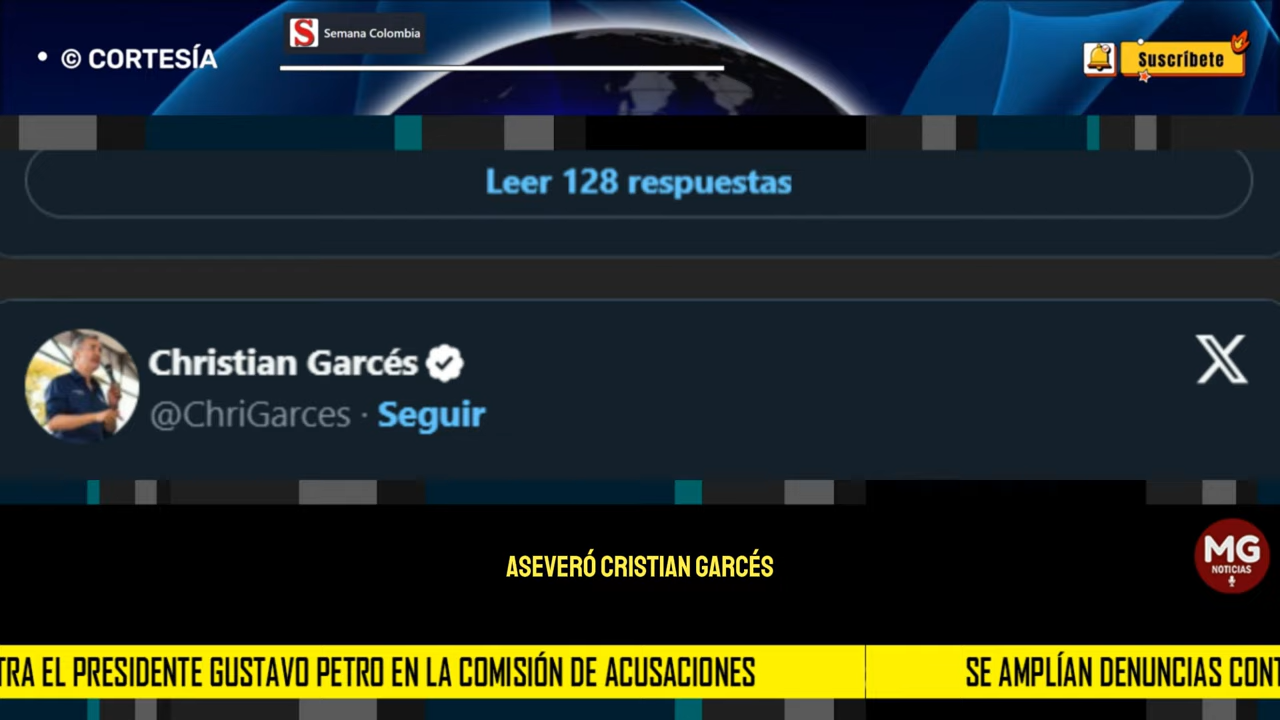 • © CORTESÍA
S Semana Colombia
Suscríbete
Leer 128 respuestas
Christian Garcés
X
@ChriGarces · Seguir
ASEVERÓ CRISTIAN GARCÉS
MG
NOTICIAS
TRA EL PRESIDENTE GUSTAVO PETRO EN LA COMISIÓN DE ACUSACIONES
SE AMPLÍAN DENUNCIAS CONT